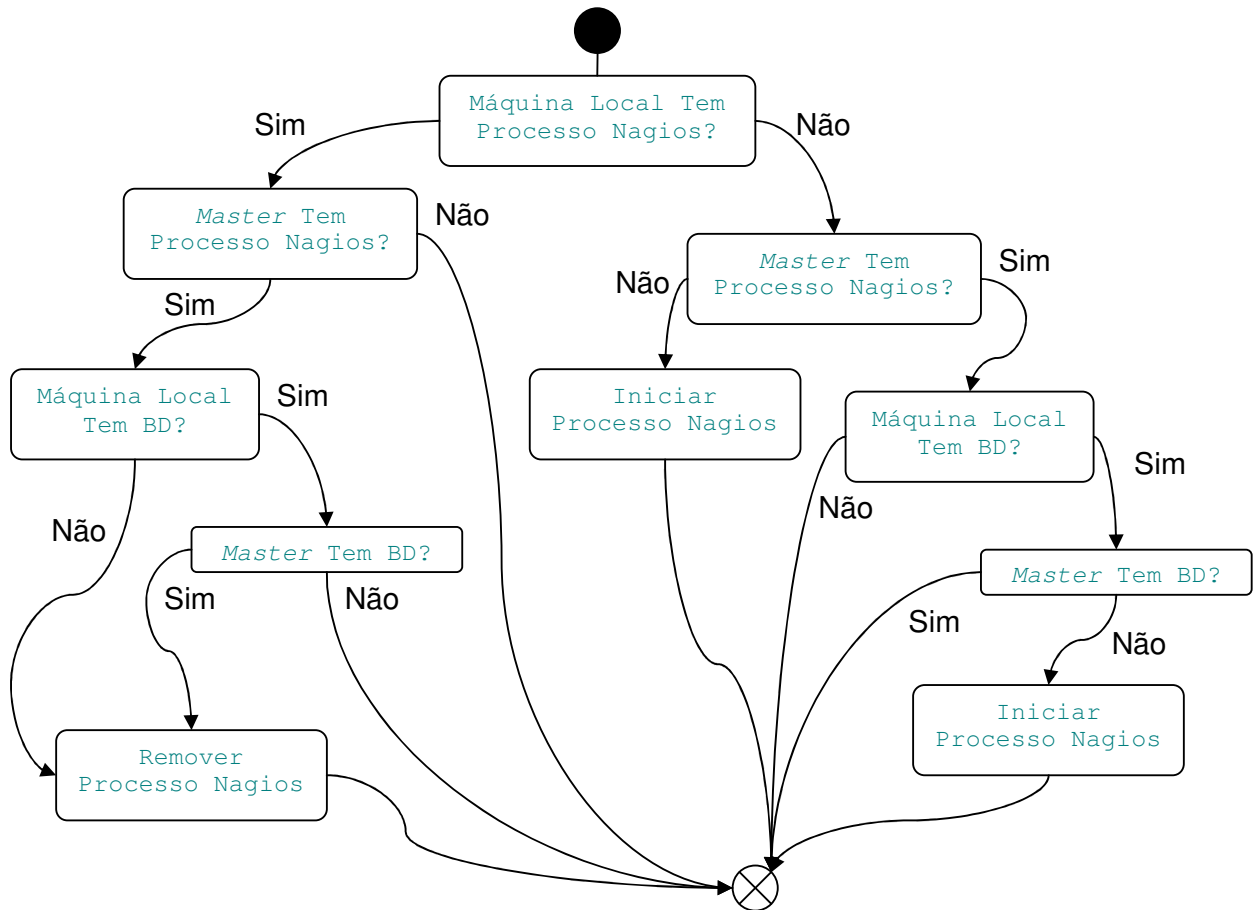 Máquina Local Tem
Processo Nagios?
Sim
Não
Master Tem
Processo Nagios?
Não
Sim
Master Tem
Processo Nagios?
Não
Sim
Máquina Local
Tem BD?
Sim
Não
Iniciar
Processo Nagios
Máquina Local
Tem BD?
Não
Sim
Master Tem BD?
Sim
Não
Master Tem BD?
Sim
Não
Remover
Processo Nagios
Iniciar
Processo Nagios